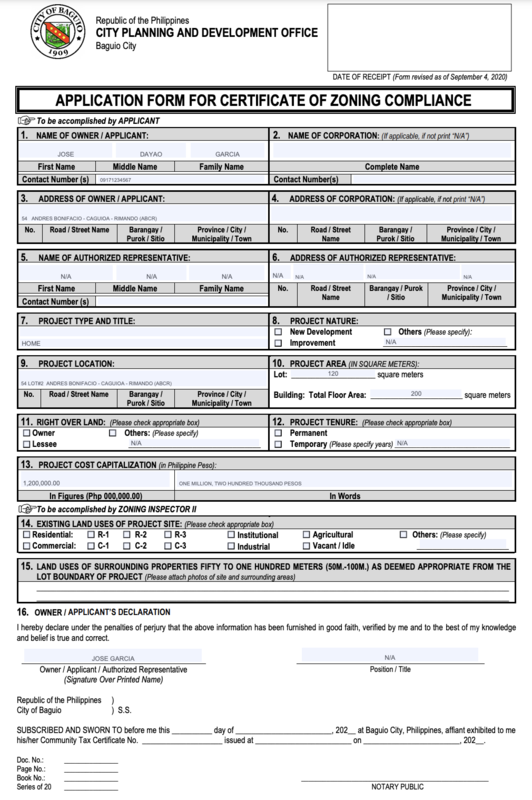 CITY OF BAGUIO
1909
Republic of the Philippines
CITY PLANNING AND DEVELOPMENT OFFICE
Baguio City
DATE OF RECEIPT (Form revised as of September 4, 2020)
APPLICATION FORM FOR CERTIFICATE OF ZONING COMPLIANCE
To be accomplished by APPLICANT
1. NAME OF OWNER / APPLICANT:
JOSE DAYAO GARCIA
First Name Middle Name Family Name
Contact Number (s) 09171234567
2. NAME OF CORPORATION: (If applicable, if not print "N/A")
Complete Name
Contact Number(s)
3. ADDRESS OF OWNER / APPLICANT:
54 ANDRES BONIFACIO - CAGUIOA - RIMANDO (ABCR)
No. Road / Street Name Barangay / Purok / Sitio Province / City / Municipality / Town
4. ADDRESS OF CORPORATION: (If applicable, if not print "N/A")
No. Road / Street Name Barangay / Purok / Sitio Province / City / Municipality / Town
5. NAME OF AUTHORIZED REPRESENTATIVE:
N/A N/A N/A
First Name Middle Name Family Name
Contact Number (s)
6. ADDRESS OF AUTHORIZED REPRESENTATIVE:
N/A N/A N/A N/A
No. Road / Street Name Barangay / Purok / Sitio Province / City / Municipality / Town
7. PROJECT TYPE AND TITLE:
HOME
8. PROJECT NATURE:
New Development Others (Please specify):
Improvement N/A
9. PROJECT LOCATION:
54 LOT#2 ANDRES BONIFACIO - CAGUIOA - RIMANDO (ABCR)
No. Road / Street Name Barangay / Purok / Sitio Province / City / Municipality / Town
10. PROJECT AREA (IN SQUARE METERS):
Lot: 120 square meters
Building: Total Floor Area: 200 square meters
11. RIGHT OVER LAND: (Please check appropriate box)
Owner Others: (Please specify)
Lessee N/A
12. PROJECT TENURE: (Please check appropriate box)
Permanent
Temporary (Please specify years) N/A
13. PROJECT COST CAPITALIZATION (in Philippine Peso):
1,200,000.00 ONE MILLION, TWO HUNDRED THOUSAND PESOS
In Figures (Php 000,000.00) In Words
To be accomplished by ZONING INSPECTOR II
14. EXISTING LAND USES OF PROJECT SITE: (Please check appropriate box)
Residential: R-1 R-2 R-3 Institutional Agricultural Others: (Please specify)
Commercial: C-1 C-2 C-3 Industrial Vacant / Idle
15. LAND USES OF SURROUNDING PROPERTIES FIFTY TO ONE HUNDRED METERS (50M.-100M.) AS DEEMED APPROPRIATE FROM THE
LOT BOUNDARY OF PROJECT (Please attach photos of site and surrounding areas)
16. OWNER / APPLICANT'S DECLARATION
I hereby declare under the penalties of perjury that the above information has been furnished in good faith, verified by me and to the best of my knowledge
and belief is true and correct.
JOSE GARCIA N/A
Owner / Applicant / Authorized Representative Position / Title
(Signature Over Printed Name)
Republic of the Philippines )
City of Baguio ) S.S.
SUBSCRIBED AND SWORN TO before me this ________ day of ____________________, 202__ at Baguio City, Philippines, affiant exhibited to me
his/her Community Tax Certificate No. ________________ issued at ____________________ on ________________, 202__.
Doc. No.: ________
Page No.: ________
Book No.: ________
Series of 20 ________
NOTARY PUBLIC